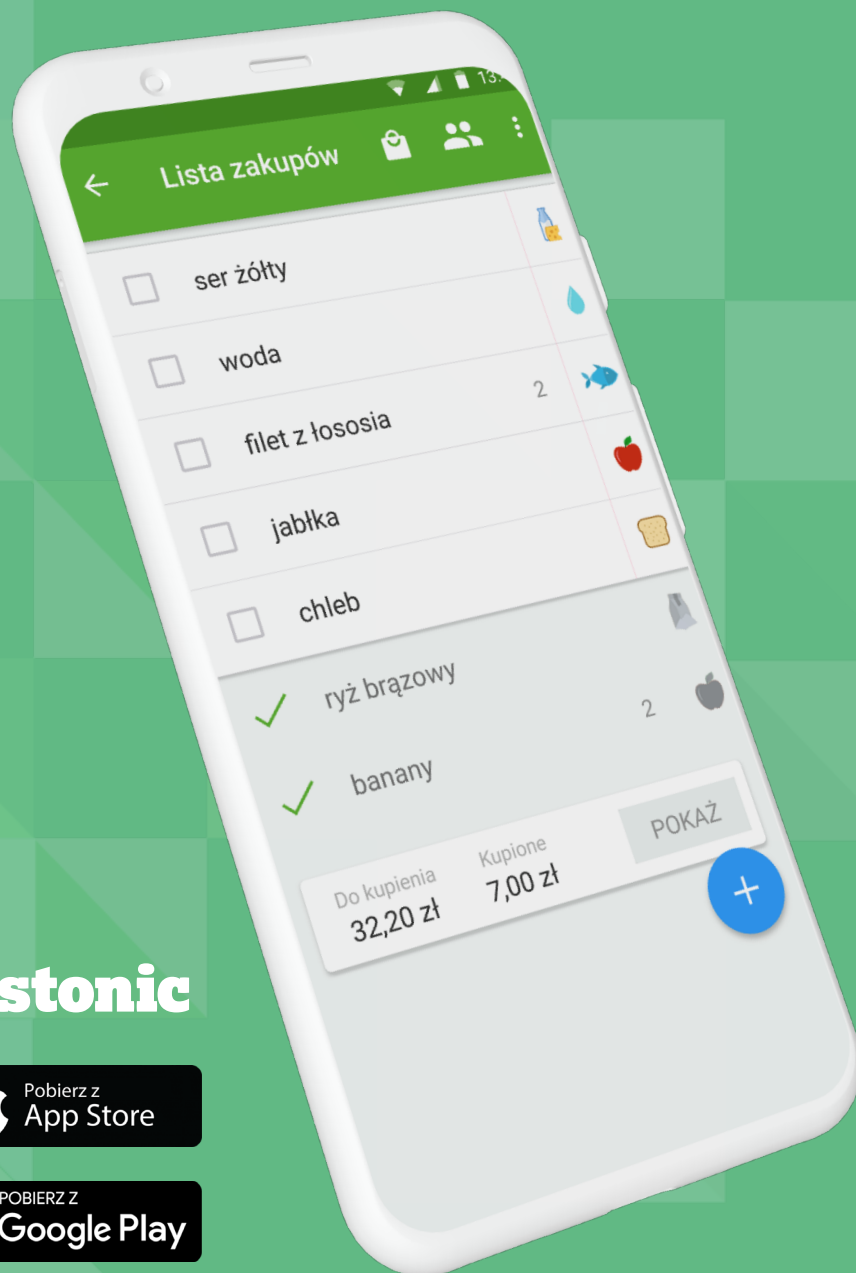 13:
Lista zakupów
ser żółty
woda
filet z łososia 2
jabłka
chleb
ryż brązowy
banany 2
Do kupienia Kupione
32,20 zł 7,00 zł
POKAŻ
stonic
Pobierz z
App Store
POBIERZ Z
Google Play